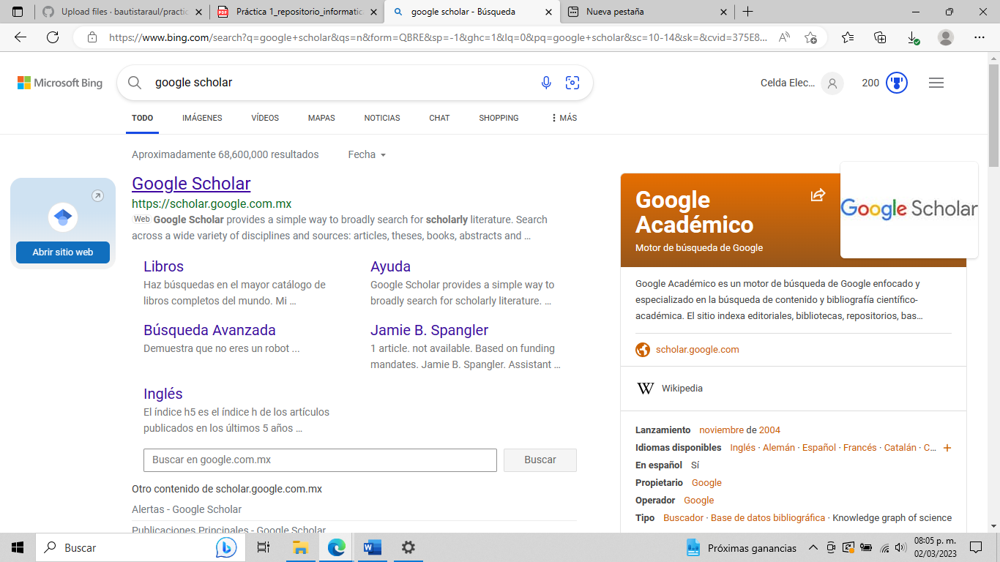 Upload files · bautistaraul/practic
Práctica 1_repositorio_informatica
google scholar - Búsqueda
Nueva pestaña
https://www.bing.com/search?q=google+scholar&qs=n&form=QBRE&sp=-1&ghc=1&lq=0&pq=google+scholar&sc=10-14&sk=&cvid=375E8...
Microsoft Bing
google scholar
Celda Elec...
200
TODO
IMÁGENES
VÍDEOS
MAPAS
NOTICIAS
CHAT
SHOPPING
MÁS
Aproximadamente 68,600,000 resultados
Fecha
Abrir sitio web
Google Scholar
https://scholar.google.com.mx
Web Google Scholar provides a simple way to broadly search for scholarly literature. Search
across a wide variety of disciplines and sources: articles, theses, books, abstracts and …
Libros
Haz búsquedas en el mayor catálogo de
libros completos del mundo. Mi …
Ayuda
Google Scholar provides a simple way to
broadly search for scholarly literature. …
Búsqueda Avanzada
Demuestra que no eres un robot ...
Jamie B. Spangler
1 article. not available. Based on funding
mandates. Jamie B. Spangler. Assistant …
Inglés
El índice h5 es el índice h de los artículos
publicados en los últimos 5 años …
Buscar en google.com.mx
Buscar
Otro contenido de scholar.google.com.mx
Alertas - Google Scholar
Publicaciones Principales - Google Scholar
Google
Académico
Motor de búsqueda de Google
Google Scholar
Google Académico es un motor de búsqueda de Google enfocado y
especializado en la búsqueda de contenido y bibliografía científico-
académica. El sitio indexa editoriales, bibliotecas, repositorios, bas…
scholar.google.com
W Wikipedia
Lanzamiento noviembre de 2004
Idiomas disponibles Inglés · Alemán · Español · Francés · Catalán · C… +
En español Sí
Propietario Google
Operador Google
Tipo Buscador · Base de datos bibliográfica · Knowledge graph of science
Buscar
Próximas ganancias
08:05 p. m.
02/03/2023